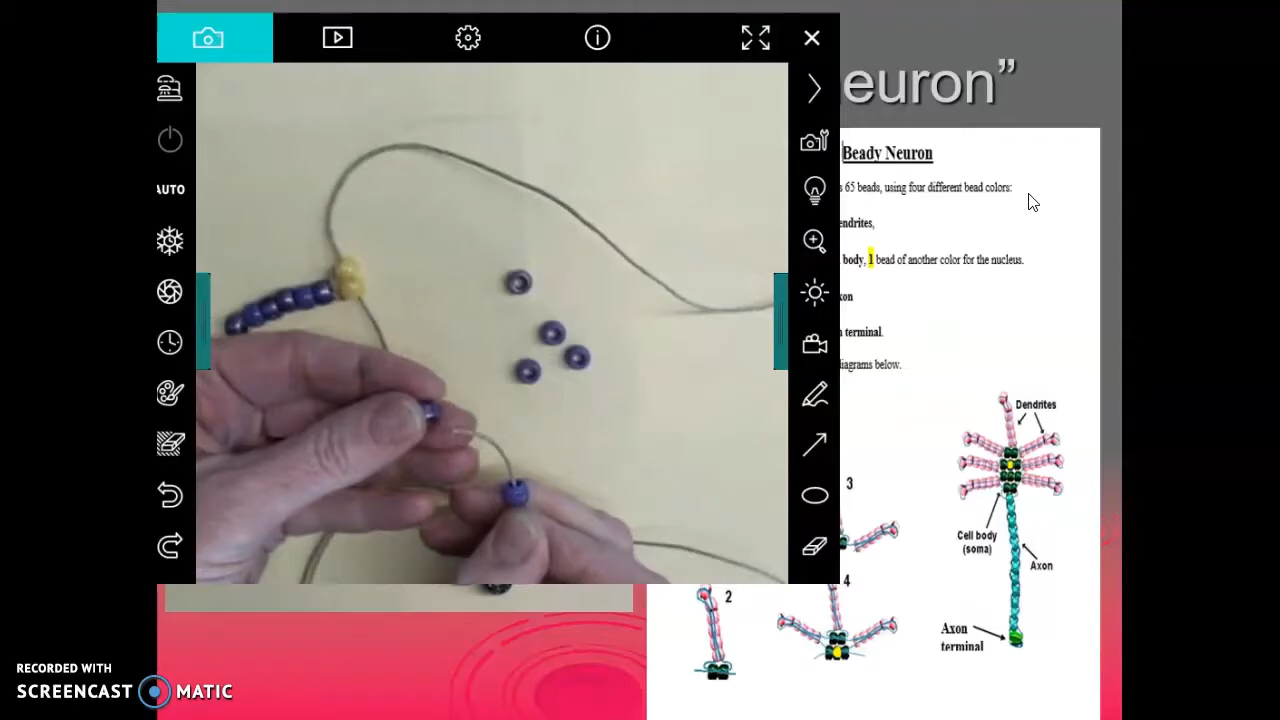 euron”
AUTO
Beady Neuron
65 beads, using four different bead colors:
endrites,
body, 1 bead of another color for the nucleus.
xon
terminal.
iagrams below.
Dendrites
3
Cell body
(soma)
Axon
4
2
Axon
terminal
RECORDED WITH
SCREENCAST MATIC